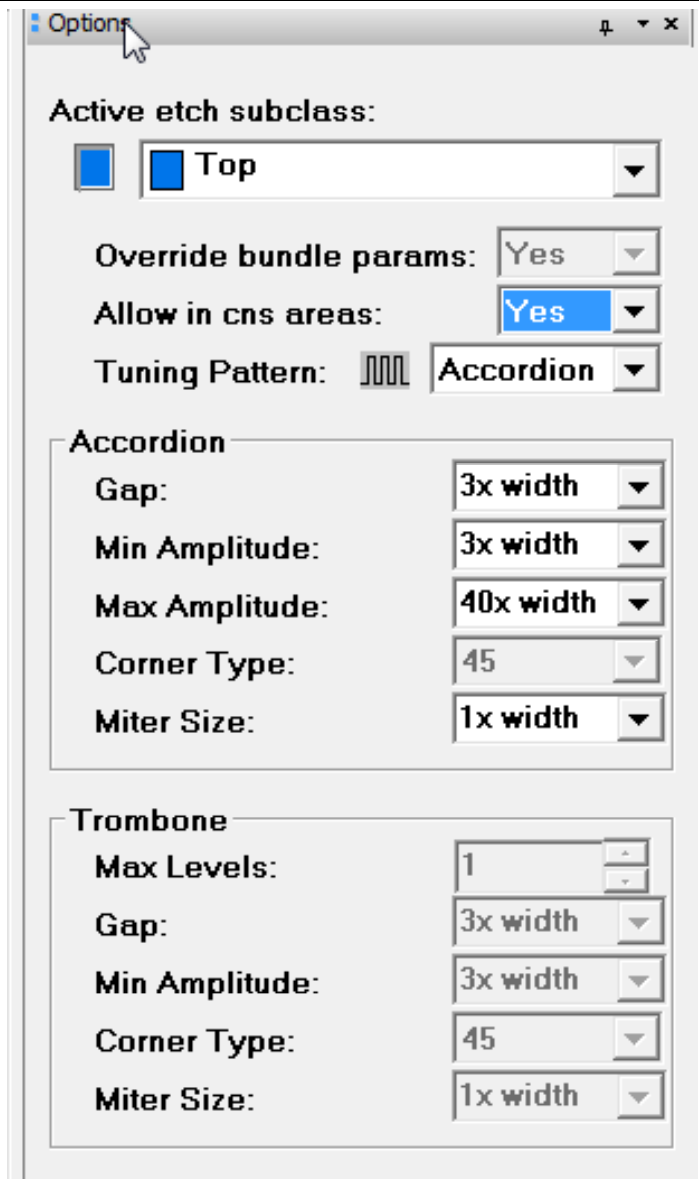 Options
Active etch subclass:
Top
Override bundle params: Yes
Allow in cns areas: Yes
Tuning Pattern: Accordion
Accordion
Gap: 3x width
Min Amplitude: 3x width
Max Amplitude: 40x width
Corner Type: 45
Miter Size: 1x width
Trombone
Max Levels: 1
Gap: 3x width
Min Amplitude: 3x width
Corner Type: 45
Miter Size: 1x width